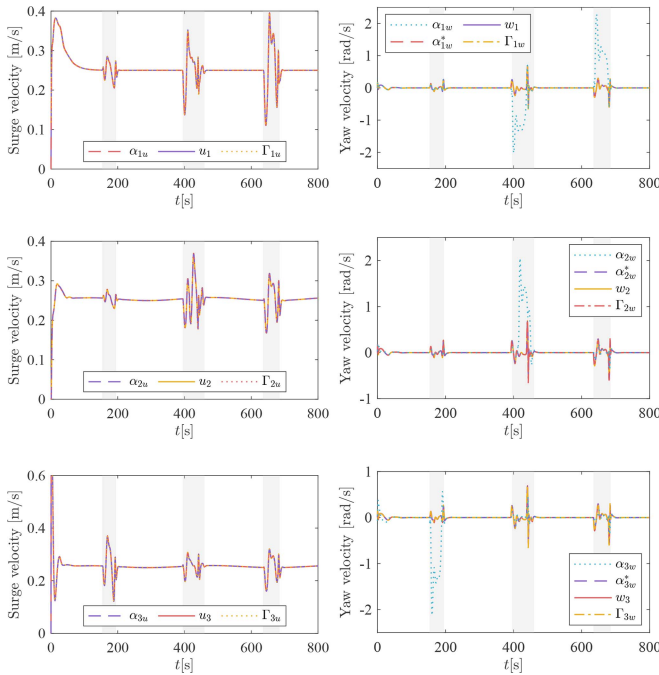 Surge velocity [m/s]
0.4
0.3
0.2
0.1
0
α1u u1 Γ1u
0 200 400 600 800
t[s]
Yaw velocity [rad/s]
2
1
0
-1
-2
α1w w1
α*1w Γ1w
0 200 400 600 800
t[s]
Surge velocity [m/s]
0.4
0.3
0.2
0.1
0
α2u u2 Γ2u
0 200 400 600 800
t[s]
Yaw velocity [rad/s]
2
1
0
-1
α2w
α*2w
w2
Γ2w
0 200 400 600 800
t[s]
Surge velocity [m/s]
0.6
0.4
0.2
0
α3u u3 Γ3u
0 200 400 600 800
t[s]
Yaw velocity [rad/s]
1
0
-1
-2
α3w
α*3w
w3
Γ3w
0 200 400 600 800
t[s]